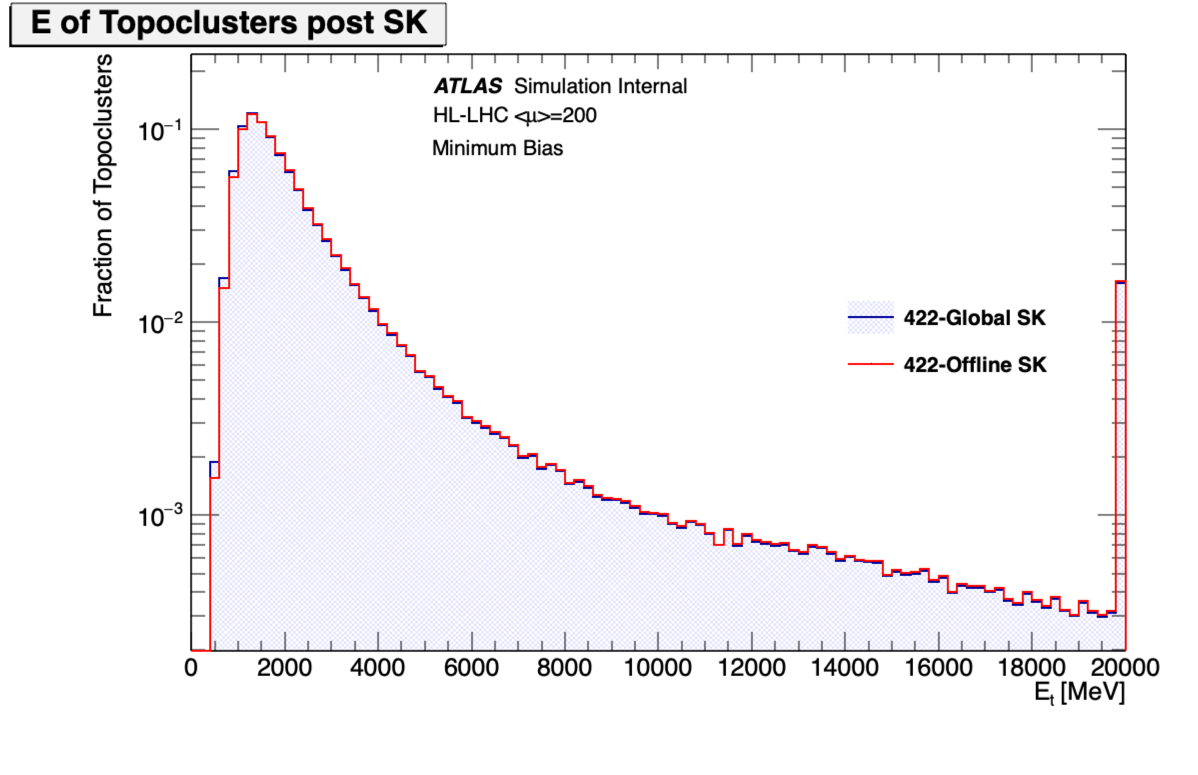 E of Topoclusters post SK
Fraction of Topoclusters
ATLAS Simulation Internal
HL-LHC <μ>=200
Minimum Bias
10⁻¹
10⁻²
10⁻³
422-Global SK
422-Offline SK
0 2000 4000 6000 8000 10000 12000 14000 16000 18000 20000
Eₜ [MeV]